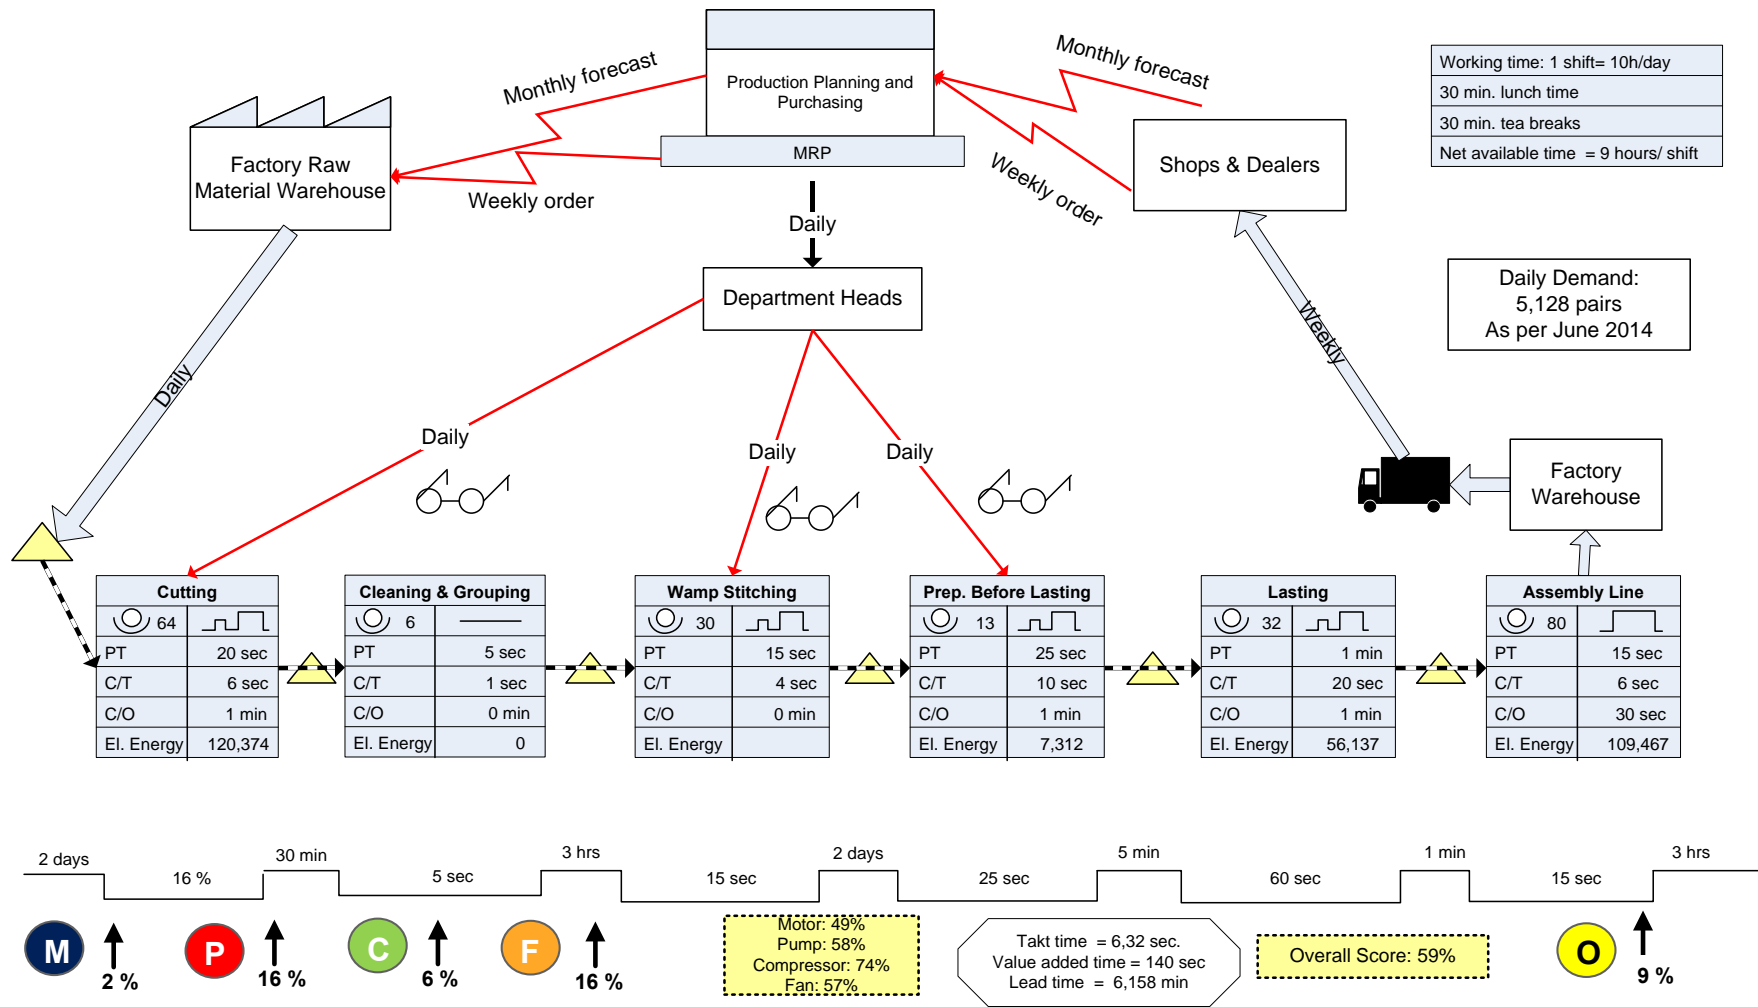 Monthly forecast
Production Planning and
Purchasing
MRP
Monthly forecast
Working time: 1 shift= 10h/day
30 min. lunch time
30 min. tea breaks
Net available time = 9 hours/ shift
Factory Raw
Material Warehouse
Weekly order
Shops & Dealers
Weekly order
Daily
Department Heads
Daily Demand:
5,128 pairs
As per June 2014
Daily
Weekly
Daily
Daily
Daily
Factory
Warehouse
Cutting
64
PT 20 sec
C/T 6 sec
C/O 1 min
El. Energy 120,374
Cleaning & Grouping
6
PT 5 sec
C/T 1 sec
C/O 0 min
El. Energy 0
Wamp Stitching
30
PT 15 sec
C/T 4 sec
C/O 0 min
El. Energy
Prep. Before Lasting
13
PT 25 sec
C/T 10 sec
C/O 1 min
El. Energy 7,312
Lasting
32
PT 1 min
C/T 20 sec
C/O 1 min
El. Energy 56,137
Assembly Line
80
PT 15 sec
C/T 6 sec
C/O 30 sec
El. Energy 109,467
2 days 30 min 3 hrs 2 days 5 min 1 min 3 hrs
16 % 5 sec 15 sec 25 sec 60 sec 15 sec
M
2 %
P
16 %
C
6 %
F
16 %
Motor: 49%
Pump: 58%
Compressor: 74%
Fan: 57%
Takt time = 6,32 sec.
Value added time = 140 sec
Lead time = 6,158 min
Overall Score: 59%
O
9 %